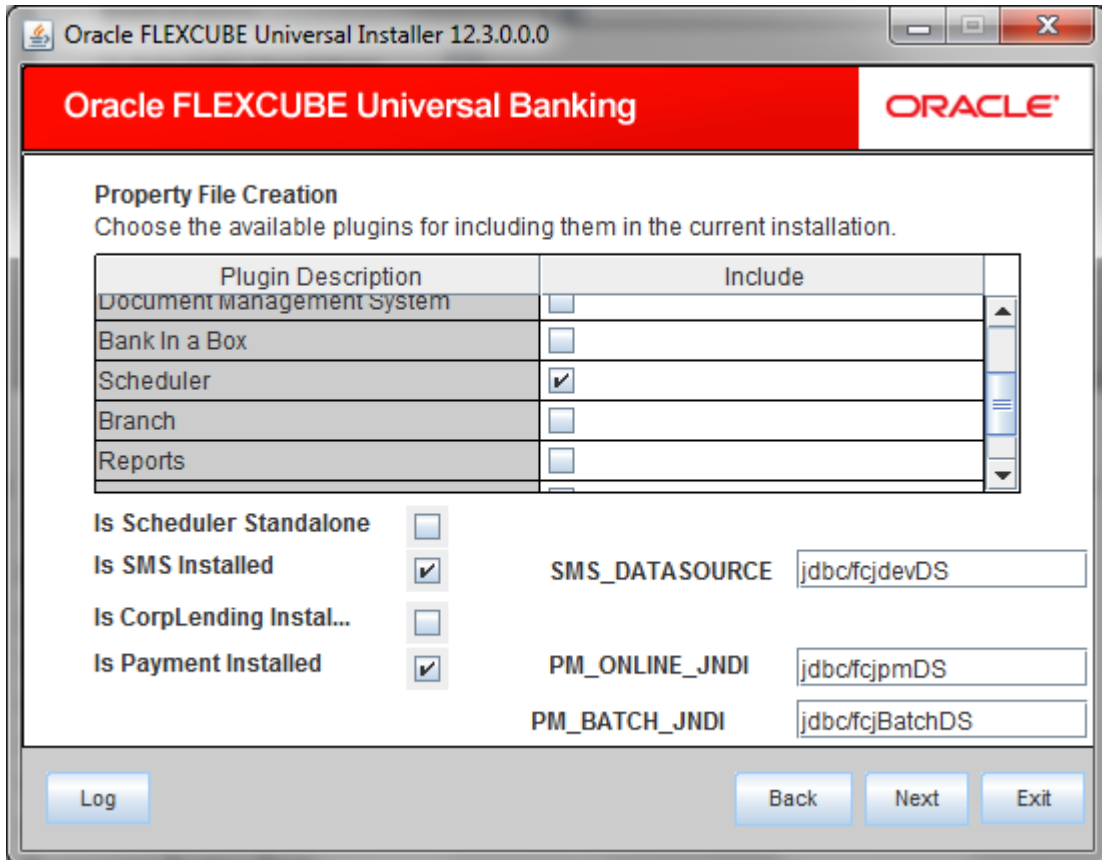 Oracle FLEXCUBE Universal Installer 12.3.0.0.0
Oracle FLEXCUBE Universal Banking
ORACLE
Property File Creation
Choose the available plugins for including them in the current installation.
Plugin Description Include
Document Management System
Bank In a Box
Scheduler
Branch
Reports
Is Scheduler Standalone
Is SMS Installed SMS_DATASOURCE jdbc/fcjdevDS
Is CorpLending Instal...
Is Payment Installed PM_ONLINE_JNDI jdbc/fcjpmDS
PM_BATCH_JNDI jdbc/fcjBatchDS
Log Back Next Exit